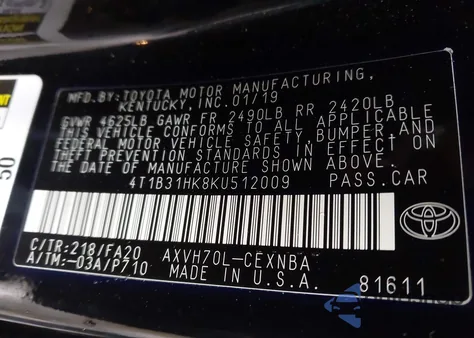 MFD. BY:TOYOTA MOTOR MANUFACTURING,
KENTUCKY, INC. 01/19
GVWR 4625LB GAWR FR 2490LB RR 2420LB
THIS VEHICLE CONFORMS TO ALL APPLICABLE
FEDERAL MOTOR VEHICLE SAFETY, BUMPER, AND
THEFT PREVENTION STANDARDS IN EFFECT
ON THE DATE OF MANUFACTURE SHOWN ABOVE.
4T1B31HK8KU512009 PASS.CAR
C/TR:218/FA20 AXVH70L-CEXNBA
A/TM:-03A/P710 MADE IN U.S.A. 81611
50